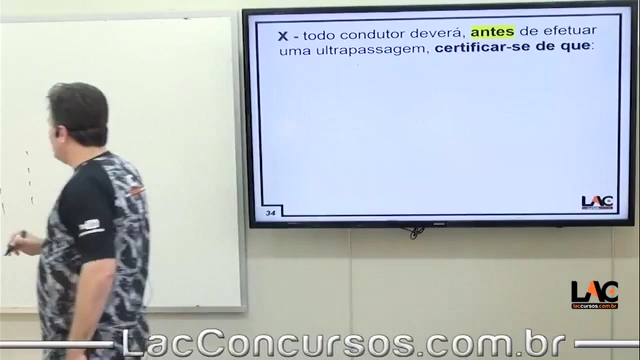 X - todo condutor deverá, antes de efetuar
uma ultrapassagem, certificar-se de que:
34
LAC
LAC
lacconcursos.com.br
LacConcursos.com.br